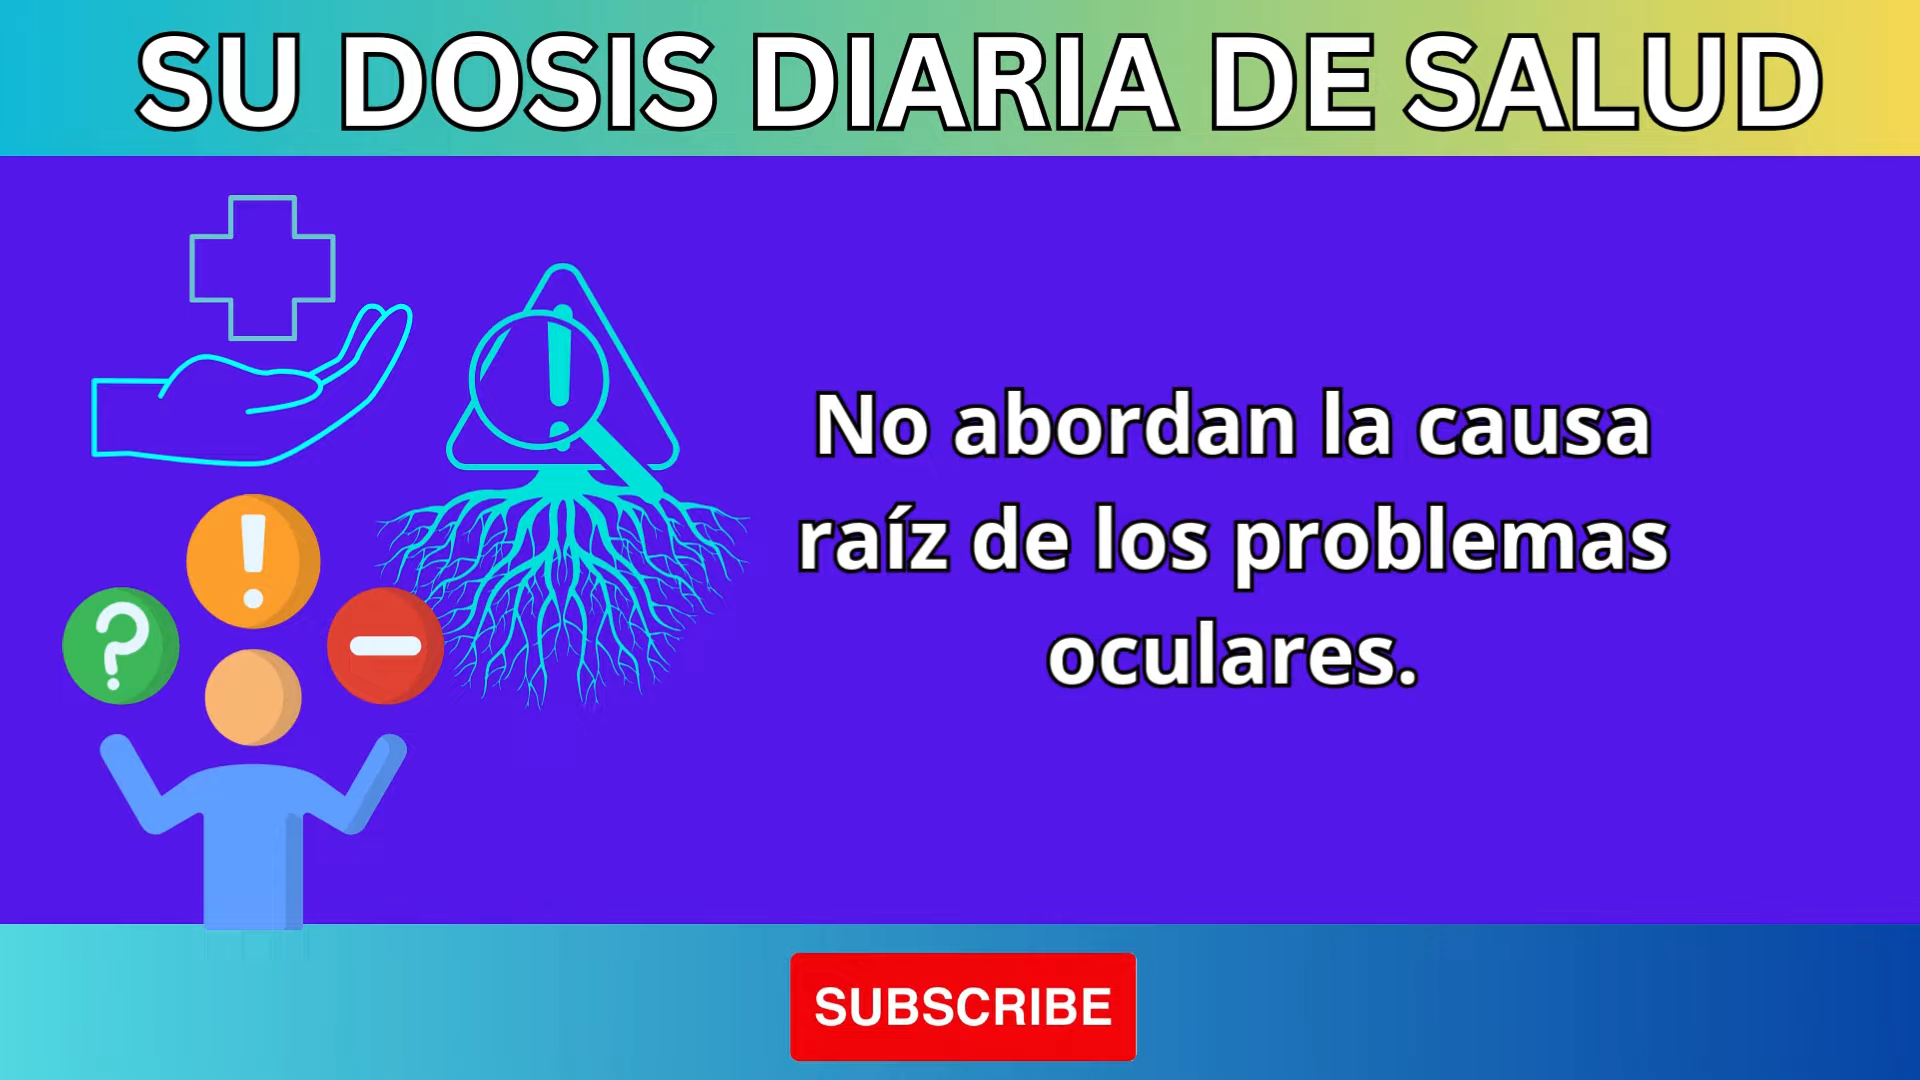 SU DOSIS DIARIA DE SALUD
No abordan la causa
raíz de los problemas
oculares.
SUBSCRIBE